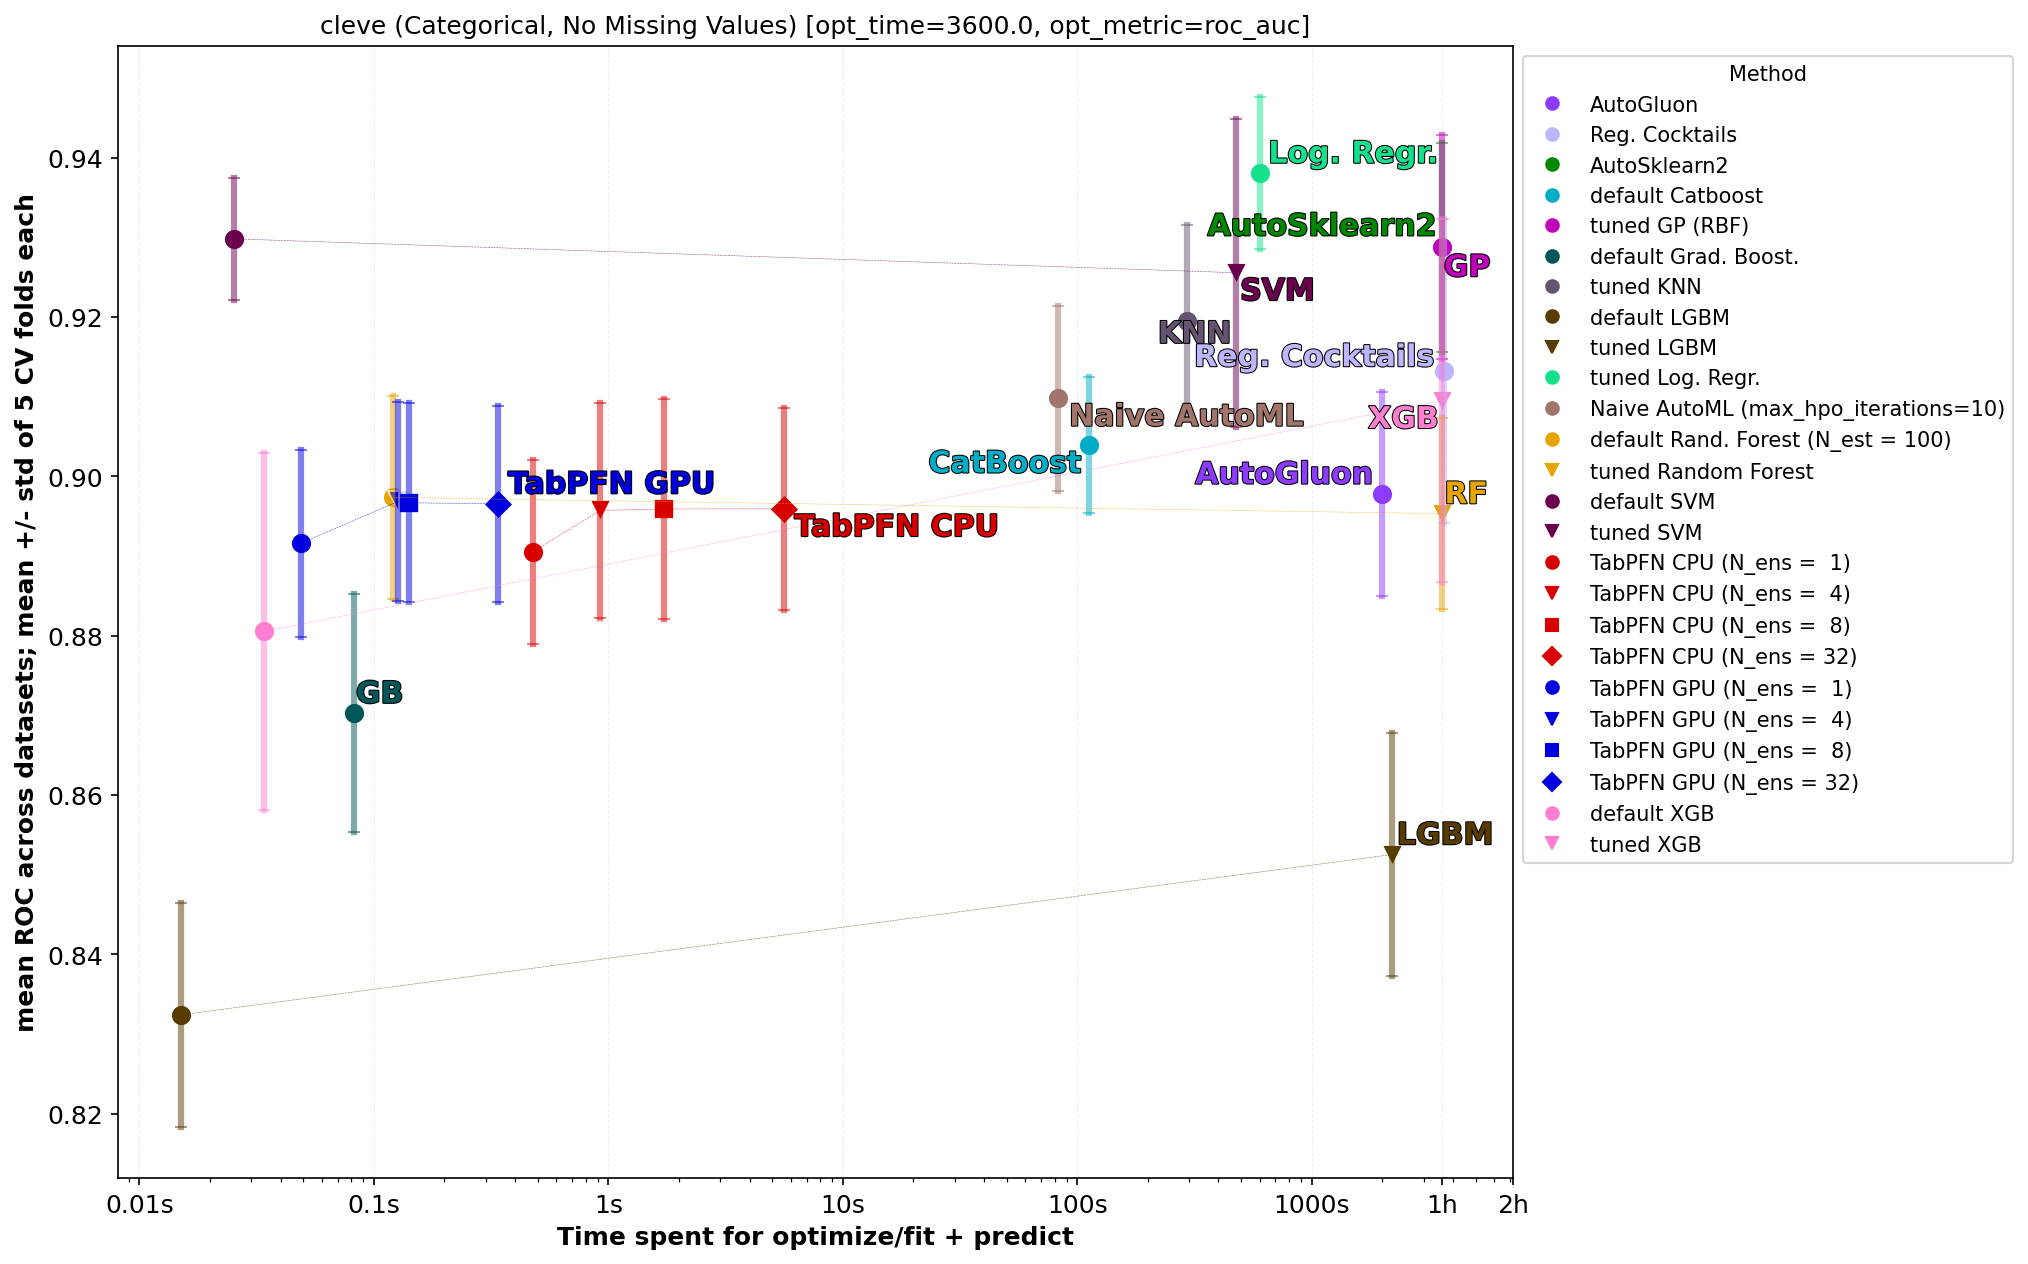 cleve (Categorical, No Missing Values) [opt_time=3600.0, opt_metric=roc_auc]
mean ROC across datasets; mean +/- std of 5 CV folds each
0.94
0.92
0.90
0.88
0.86
0.84
0.82
Log. Regr.
AutoSklearn2
GP
SVM
KNN
Reg. Cocktails
Naive AutoML
XGB
CatBoost
AutoGluon
TabPFN GPU
RF
TabPFN CPU
GB
LGBM
0.01s
0.1s
1s
10s
100s
1000s
1h
2h
Time spent for optimize/fit + predict
Method
AutoGluon
Reg. Cocktails
AutoSklearn2
default Catboost
tuned GP (RBF)
default Grad. Boost.
tuned KNN
default LGBM
tuned LGBM
tuned Log. Regr.
Naive AutoML (max_hpo_iterations=10)
default Rand. Forest (N_est = 100)
tuned Random Forest
default SVM
tuned SVM
TabPFN CPU (N_ens =  1)
TabPFN CPU (N_ens =  4)
TabPFN CPU (N_ens =  8)
TabPFN CPU (N_ens = 32)
TabPFN GPU (N_ens =  1)
TabPFN GPU (N_ens =  4)
TabPFN GPU (N_ens =  8)
TabPFN GPU (N_ens = 32)
default XGB
tuned XGB